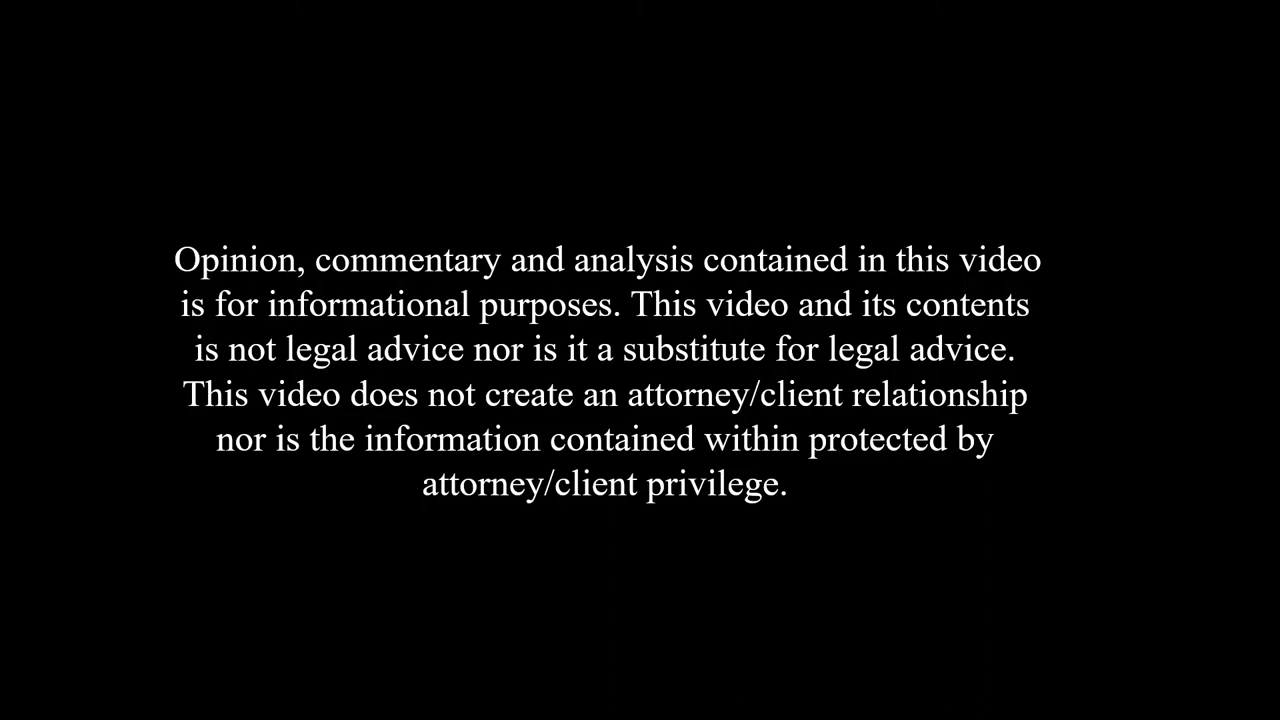 Opinion, commentary and analysis contained in this video
is for informational purposes. This video and its contents
is not legal advice nor is it a substitute for legal advice.
This video does not create an attorney/client relationship
nor is the information contained within protected by
attorney/client privilege.